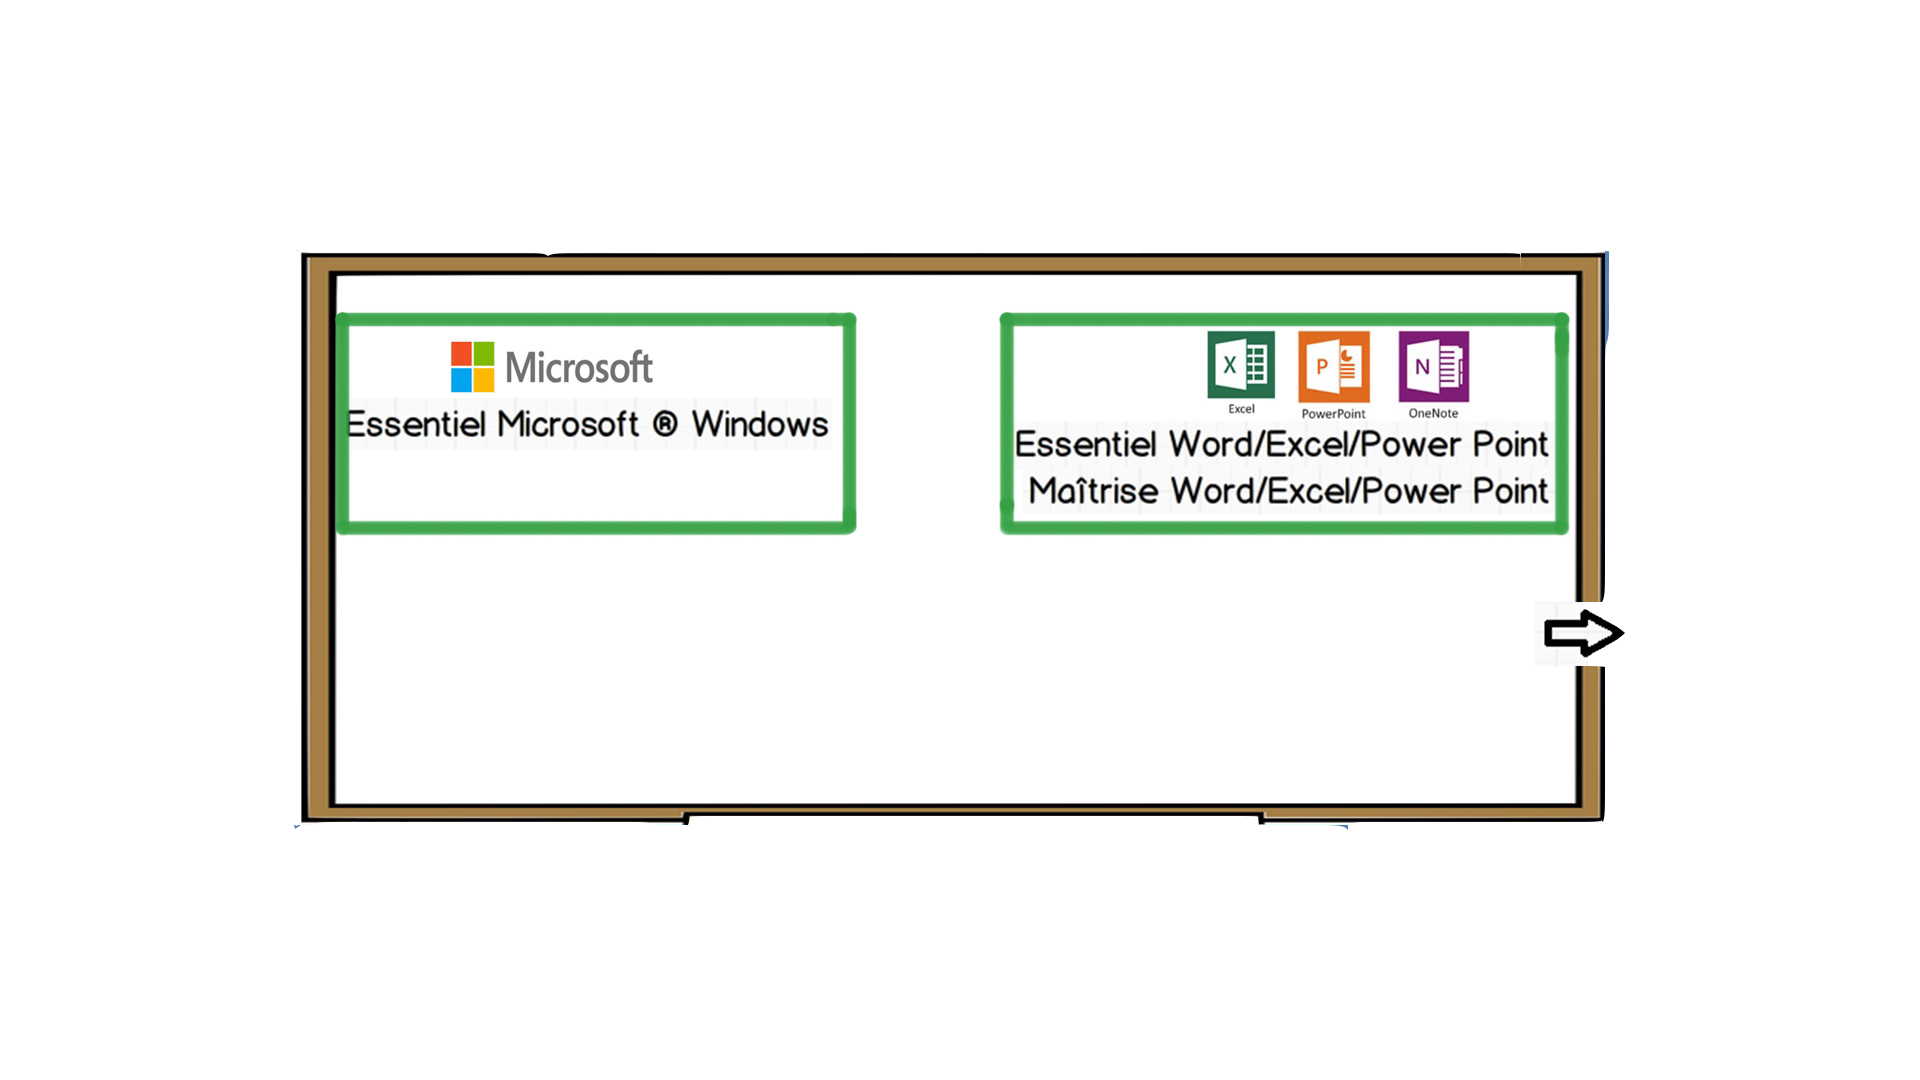 Microsoft
Essentiel Microsoft ® Windows
Excel PowerPoint OneNote
Essentiel Word/Excel/Power Point
Maîtrise Word/Excel/Power Point